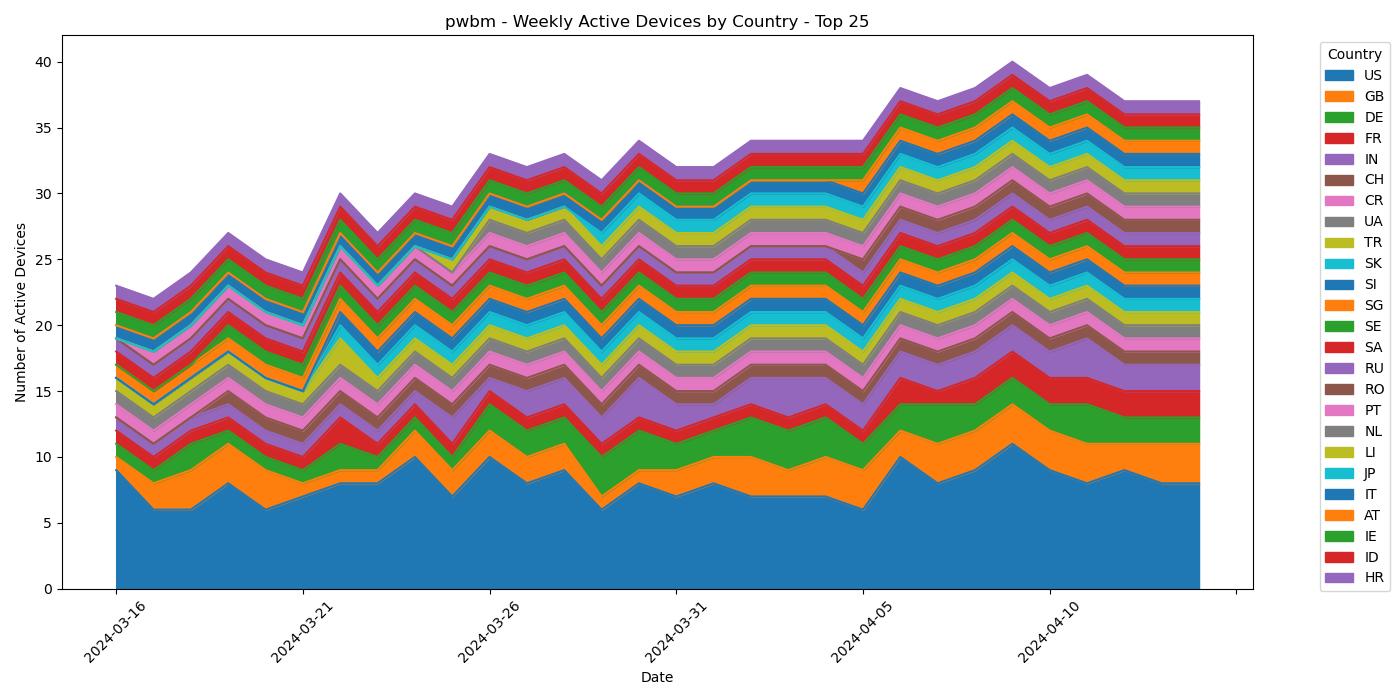 pwbm - Weekly Active Devices by Country - Top 25
Number of Active Devices
40
35
30
25
20
15
10
5
0
2024-03-16
2024-03-21
2024-03-26
2024-03-31
2024-04-05
2024-04-10
Date
Country
US
GB
DE
FR
IN
CH
CR
UA
TR
SK
SI
SG
SE
SA
RU
RO
PT
NL
LI
JP
IT
AT
IE
ID
HR